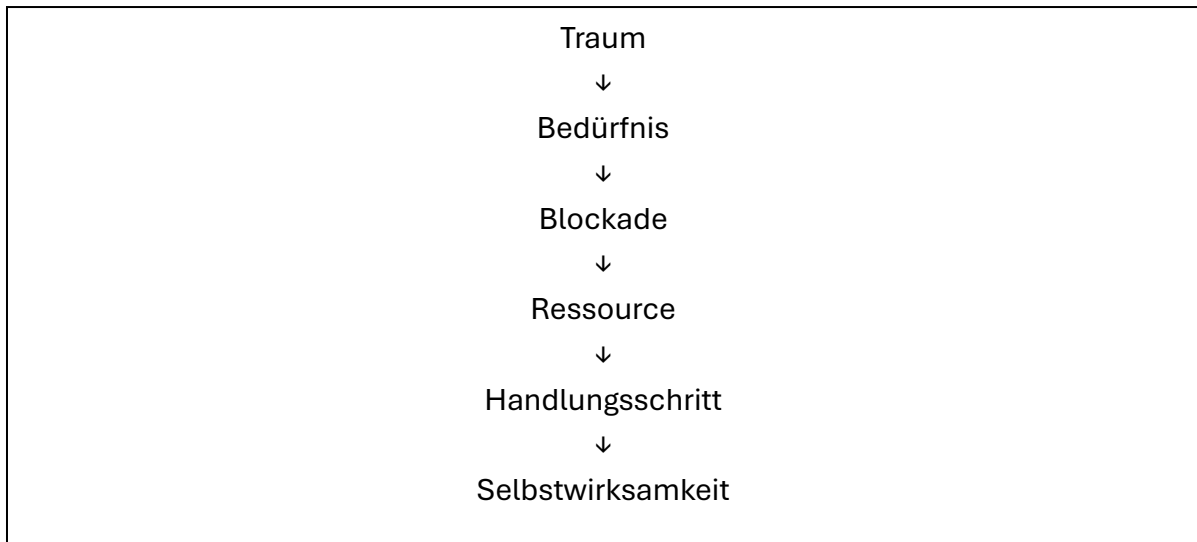 Traum
↓
Bedürfnis
↓
Blockade
↓
Ressource
↓
Handlungsschritt
↓
Selbstwirksamkeit